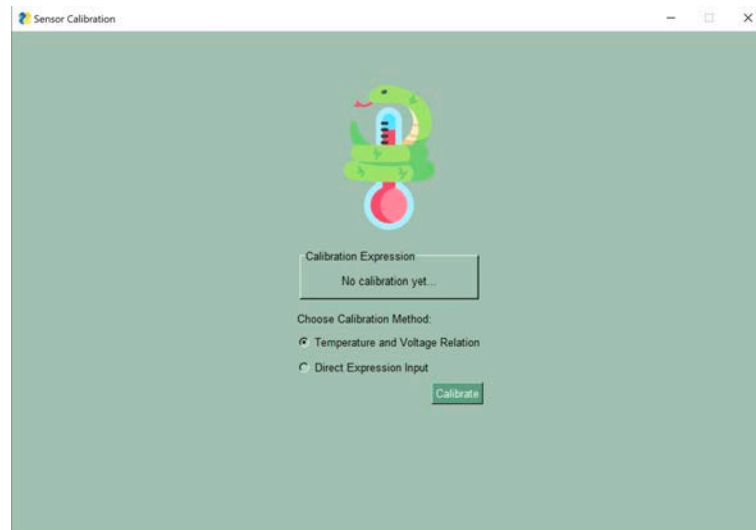 Sensor Calibration
Calibration Expression
No calibration yet...
Choose Calibration Method:
Temperature and Voltage Relation
Direct Expression Input
Calibrate